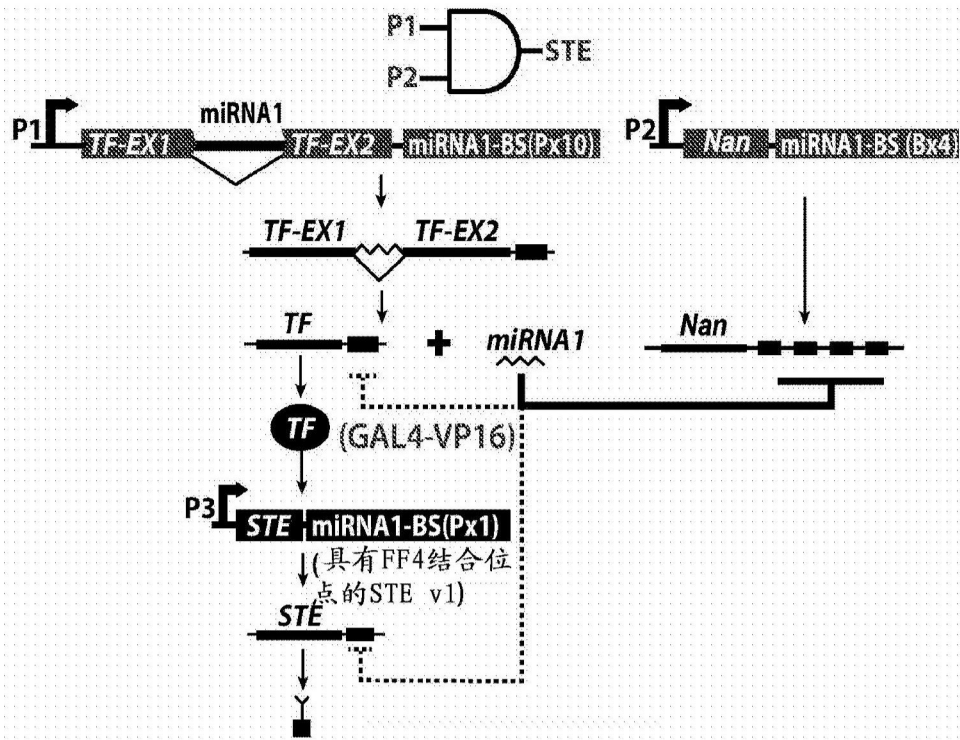 P1
STE
P2
P1
miRNA1
P2
TF-EX1
TF-EX2
miRNA1-BS(Px10)
Nan
miRNA1-BS (Bx4)
TF-EX1
TF-EX2
TF
+
miRNA1
Nan
TF
(GAL4-VP16)
P3
STE
miRNA1-BS(Px1)
(具有FF4结合位
点的STE v1)
STE